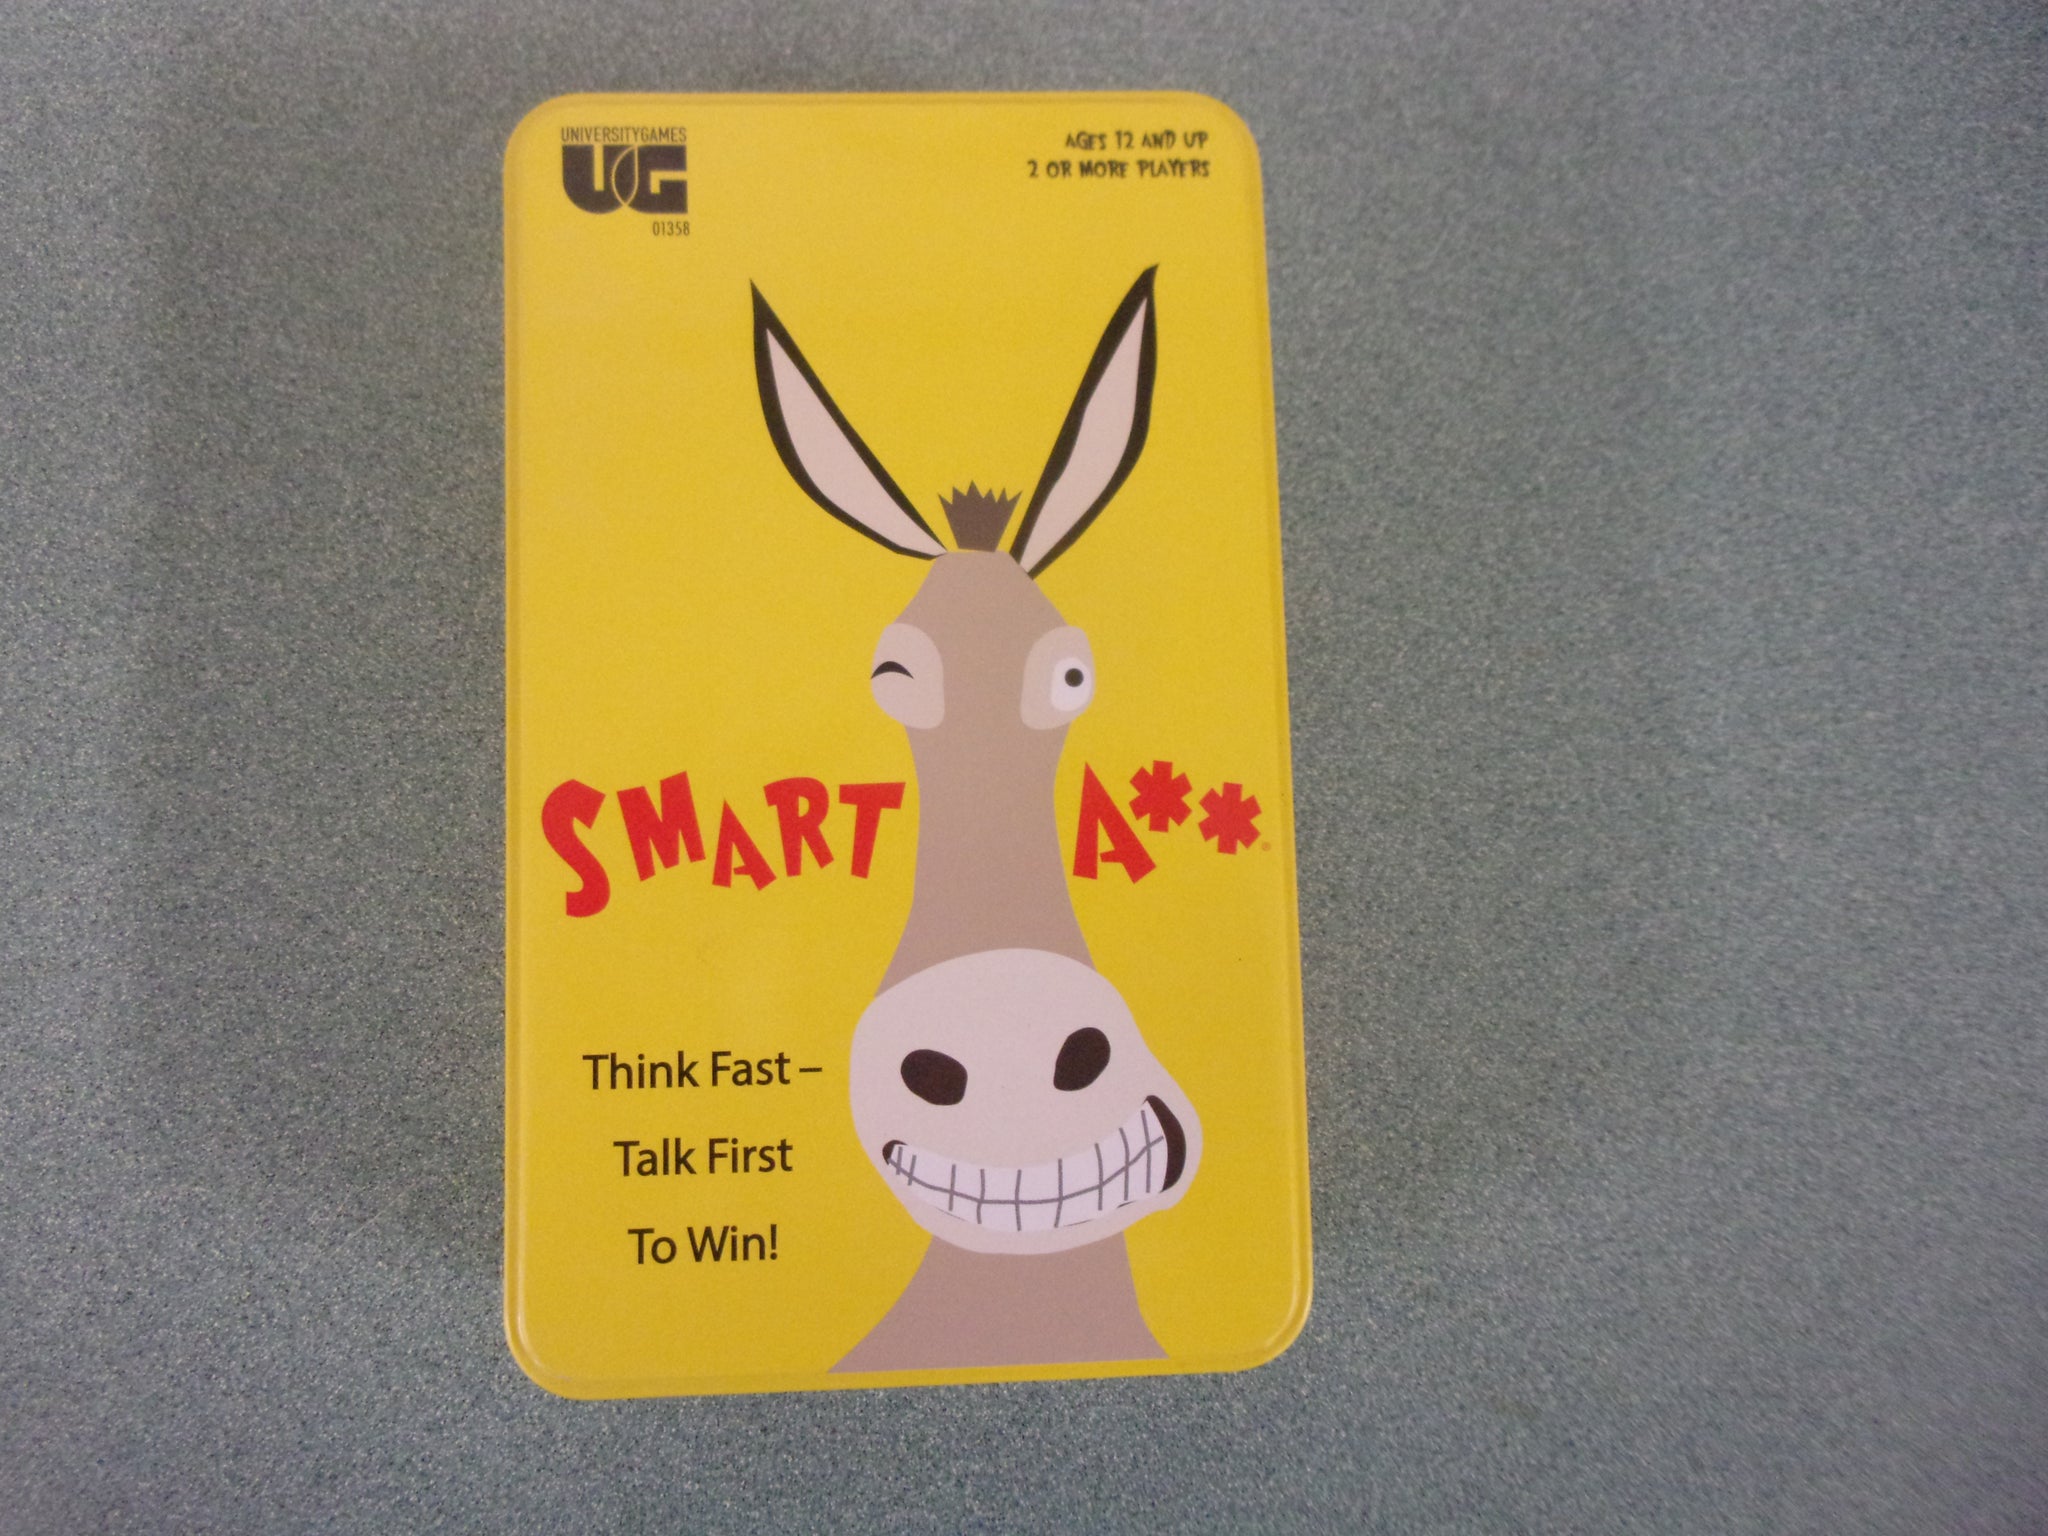 UNIVERSITYGAMES
UG
01358
AGES 12 AND UP
2 OR MORE PLAYERS
SMART A**®
Think Fast –
Talk First
To Win!